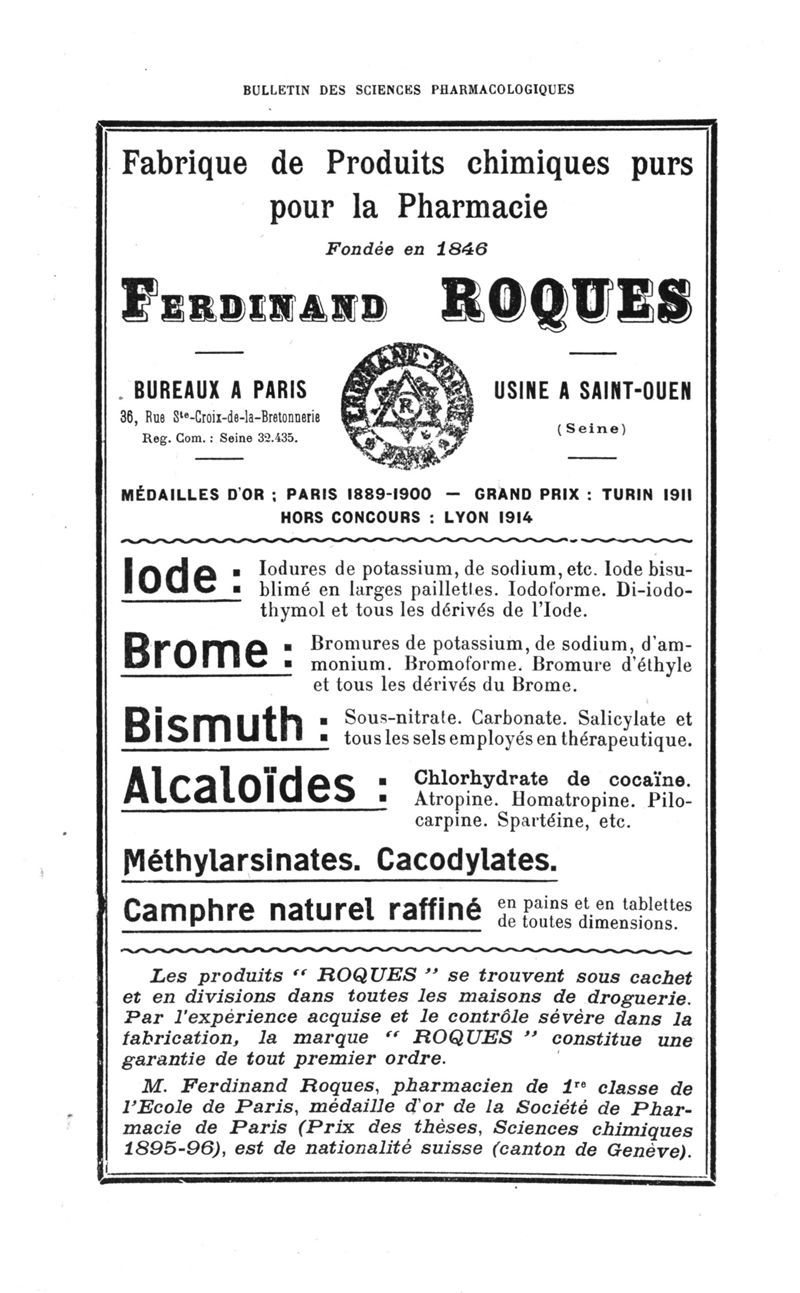 BULLETIN DES SCIENCES PHARMACOLOGIQUES
Fabrique de Produits chimiques purs
pour la Pharmacie
Fondée en 1846
FERDINAND ROQUES
BUREAUX A PARIS
36, Rue Ste-Croix-de-la-Bretonnerie
Reg. Com. : Seine 32.435.
FERDINAND ROQUES
PARIS
R
USINE A SAINT-OUEN
(Seine)
MÉDAILLES D'OR ; PARIS 1889-1900 — GRAND PRIX : TURIN 1911
HORS CONCOURS : LYON 1914
Iode : Iodures de potassium, de sodium, etc. Iode bisu-
blimé en larges paillettes. Iodoforme. Di-iodo-
thymol et tous les dérivés de l'Iode.
Brome : Bromures de potassium, de sodium, d'am-
monium. Bromoforme. Bromure d'éthyle
et tous les dérivés du Brome.
Bismuth : Sous-nitrate. Carbonate. Salicylate et
tous les sels employés en thérapeutique.
Alcaloïdes : Chlorhydrate de cocaïne.
Atropine. Homatropine. Pilo-
carpine. Spartéine, etc.
Méthylarsinates. Cacodylates.
Camphre naturel raffiné en pains et en tablettes
de toutes dimensions.
Les produits “ ROQUES ” se trouvent sous cachet
et en divisions dans toutes les maisons de droguerie.
Par l'expérience acquise et le contrôle sévère dans la
fabrication, la marque “ ROQUES ” constitue une
garantie de tout premier ordre.
M. Ferdinand Roques, pharmacien de 1re classe de
l'Ecole de Paris, médaille d'or de la Société de Phar-
macie de Paris (Prix des thèses, Sciences chimiques
1895-96), est de nationalité suisse (canton de Genève).